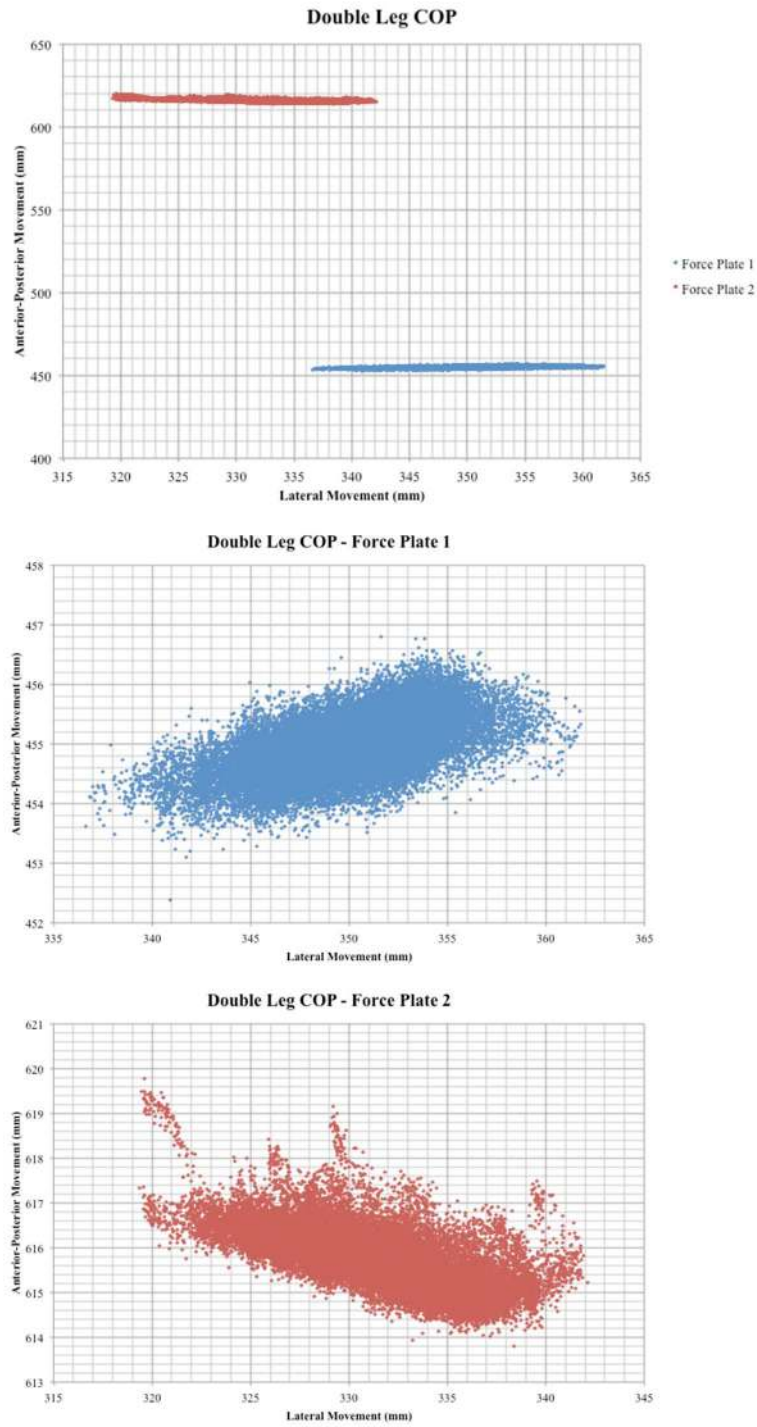 Double Leg COP
650
600
550
500
450
400
Anterior-Posterior Movement (mm)
315 320 325 330 335 340 345 350 355 360 365
Lateral Movement (mm)
Force Plate 1
Force Plate 2
Double Leg COP - Force Plate 1
458
457
456
455
454
453
452
Anterior-Posterior Movement (mm)
335 340 345 350 355 360 365
Lateral Movement (mm)
Double Leg COP - Force Plate 2
621
620
619
618
617
616
615
614
613
Anterior-Posterior Movement (mm)
315 320 325 330 335 340 345
Lateral Movement (mm)